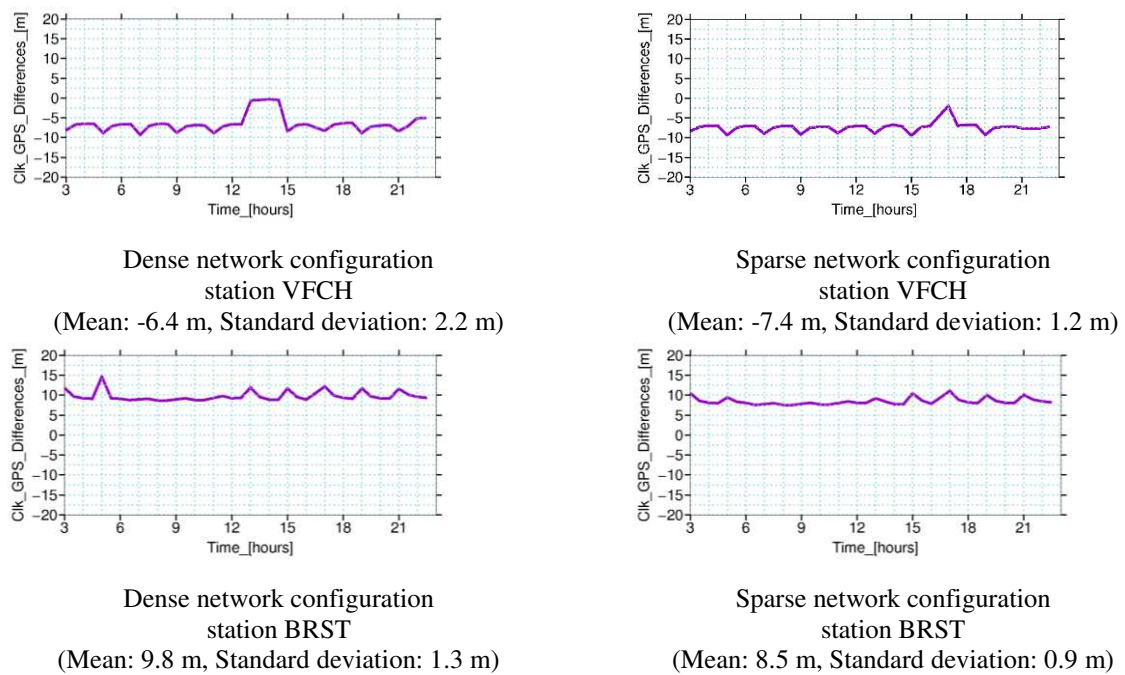 20
15
10
5
0
−5
−10
−15
−20
Clk_GPS_Differences_[m]
3 6 9 12 15 18 21
Time_[hours]
Dense network configuration
station VFCH
(Mean: -6.4 m, Standard deviation: 2.2 m)
20
15
10
5
0
−5
−10
−15
−20
Clk_GPS_Differences_[m]
3 6 9 12 15 18 21
Time_[hours]
Sparse network configuration
station VFCH
(Mean: -7.4 m, Standard deviation: 1.2 m)
20
15
10
5
0
−5
−10
−15
−20
Clk_GPS_Differences_[m]
3 6 9 12 15 18 21
Time_[hours]
Dense network configuration
station BRST
(Mean: 9.8 m, Standard deviation: 1.3 m)
20
15
10
5
0
−5
−10
−15
−20
Clk_GPS_Differences_[m]
3 6 9 12 15 18 21
Time_[hours]
Sparse network configuration
station BRST
(Mean: 8.5 m, Standard deviation: 0.9 m)